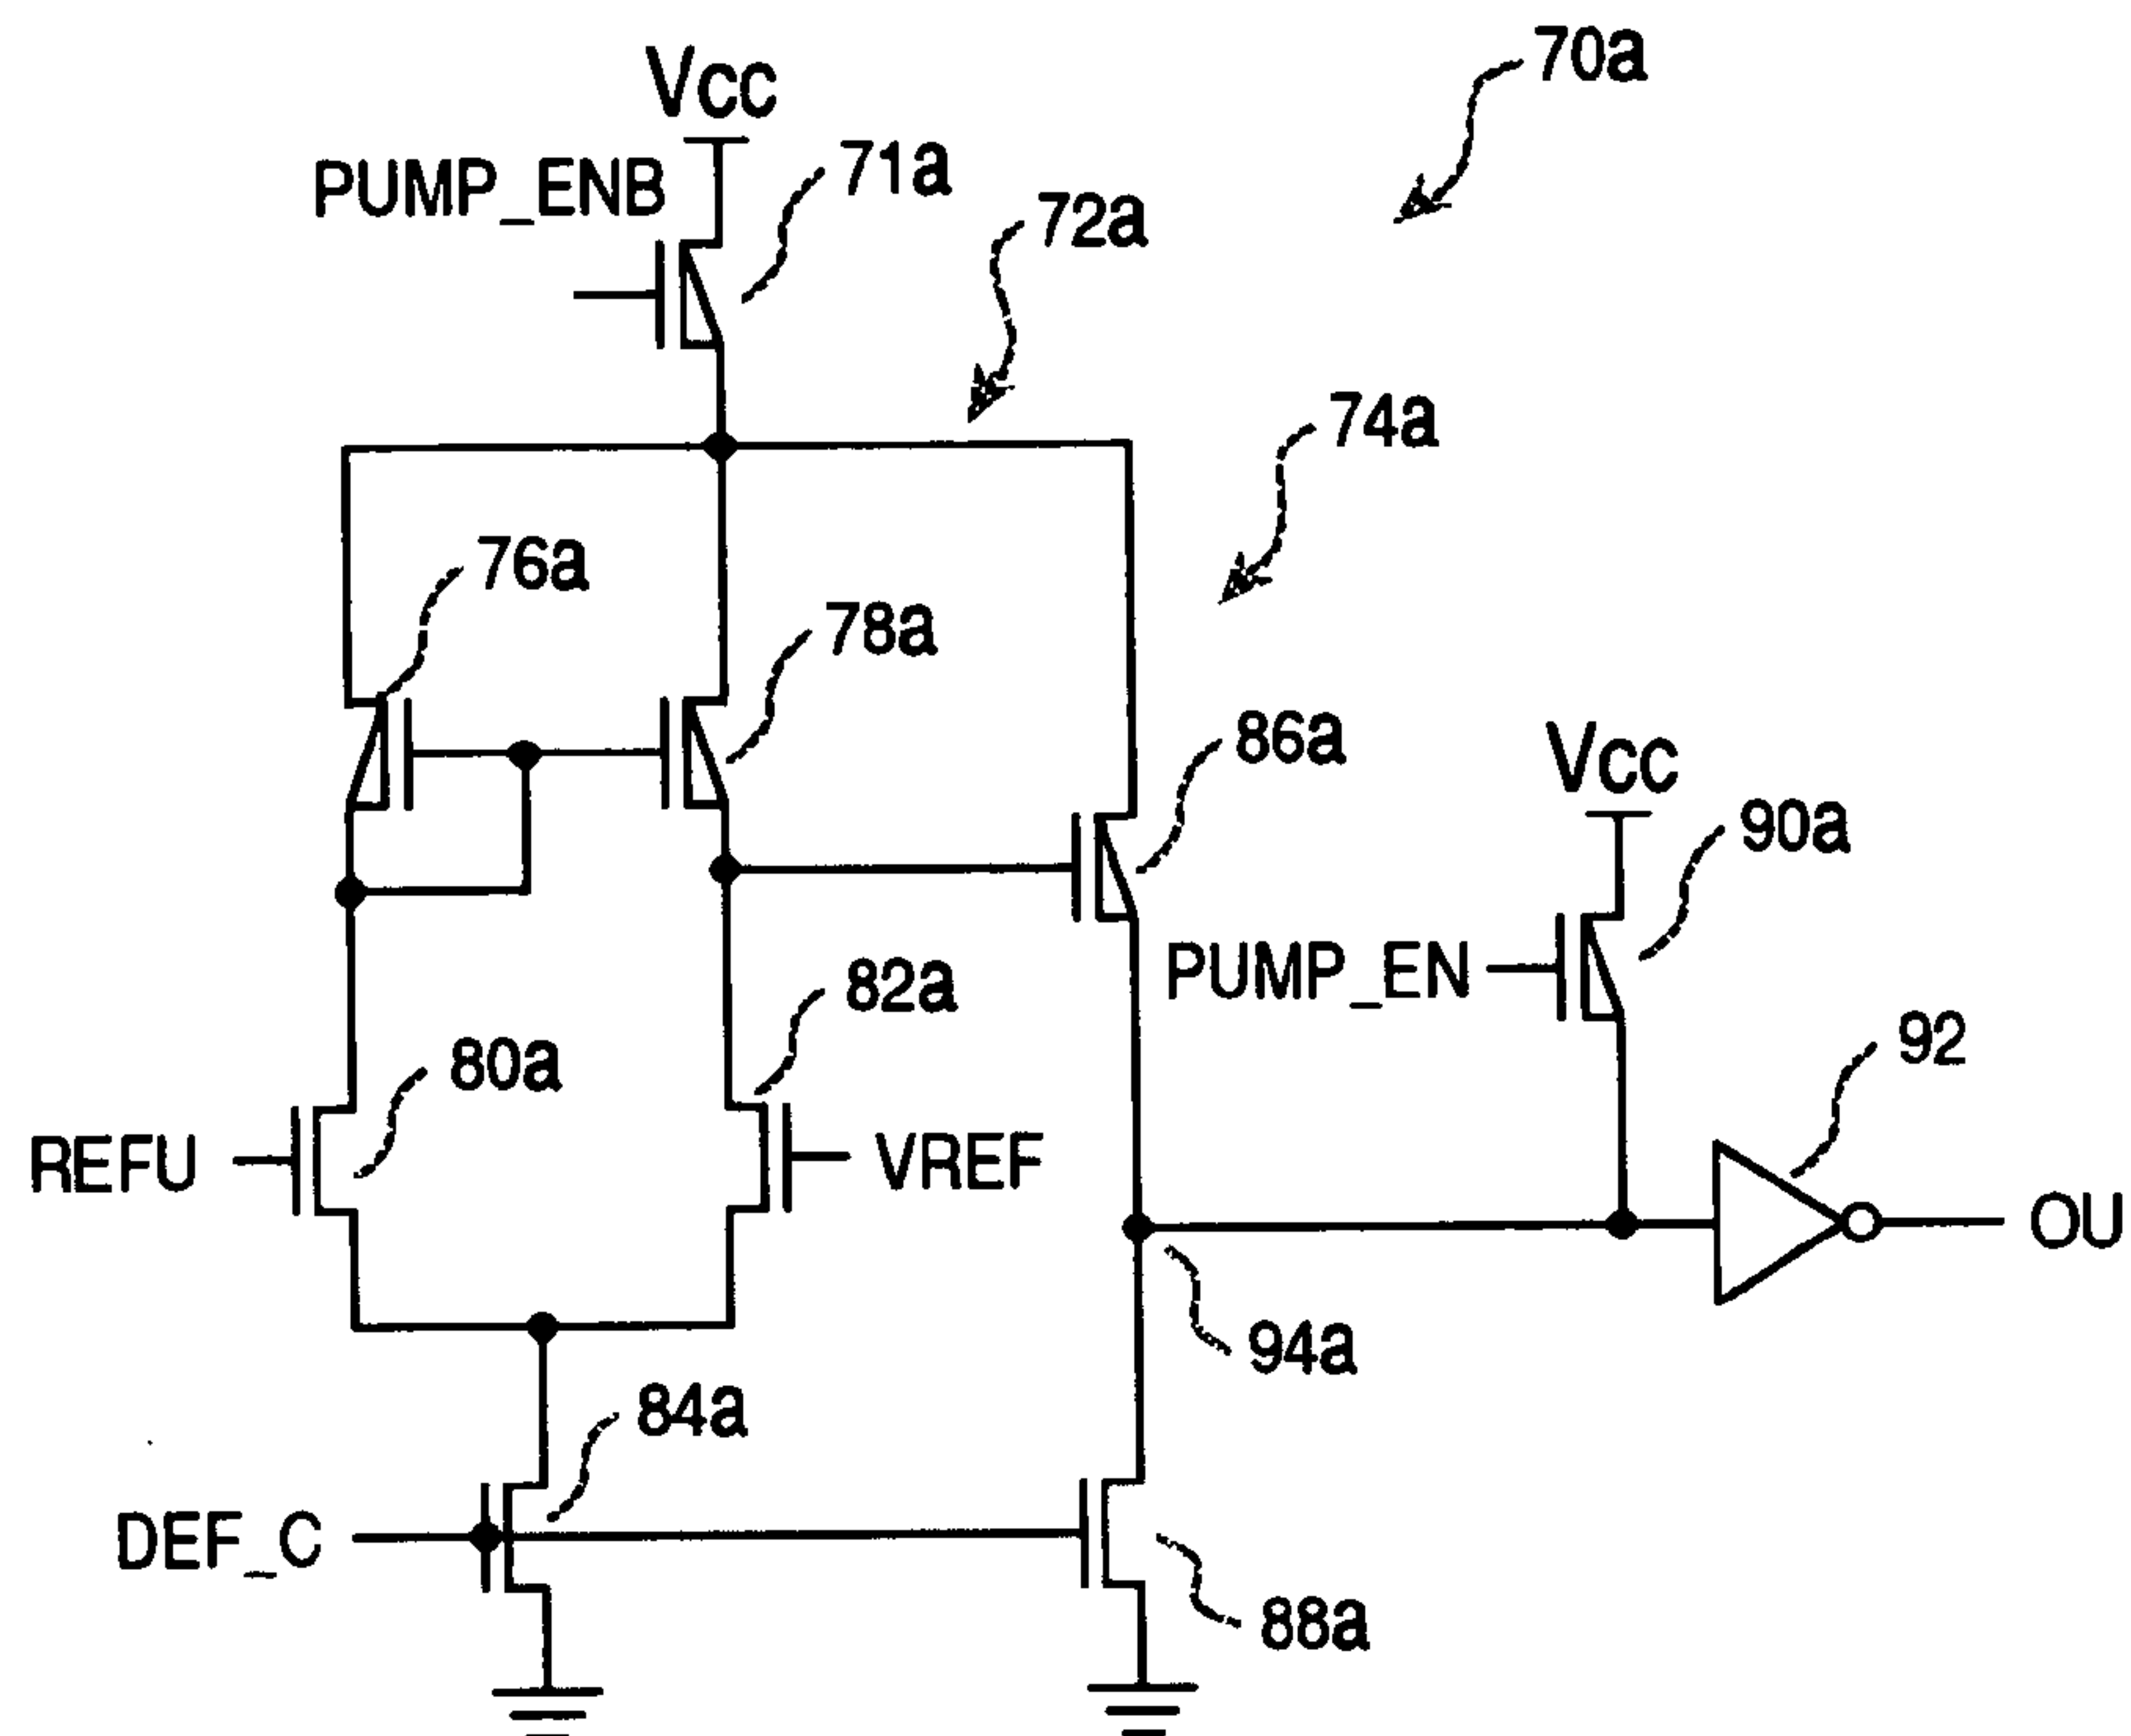 70a
VCC
PUMP_ENB
71a
72a
74a
76a
78a
86a
VCC
90a
PUMP_EN
82a
80a
92
REFU
VREF
OU
94a
84a
DEF_C
88a